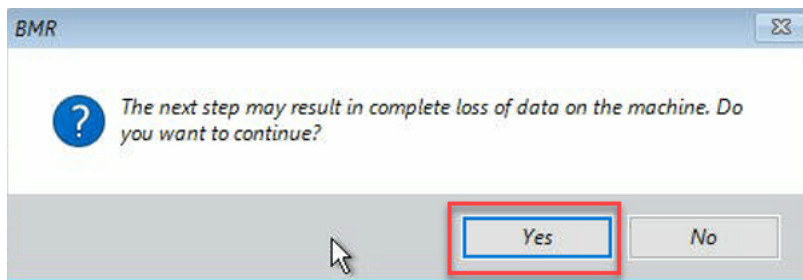 BMR
The next step may result in complete loss of data on the machine. Do
you want to continue?
Yes No